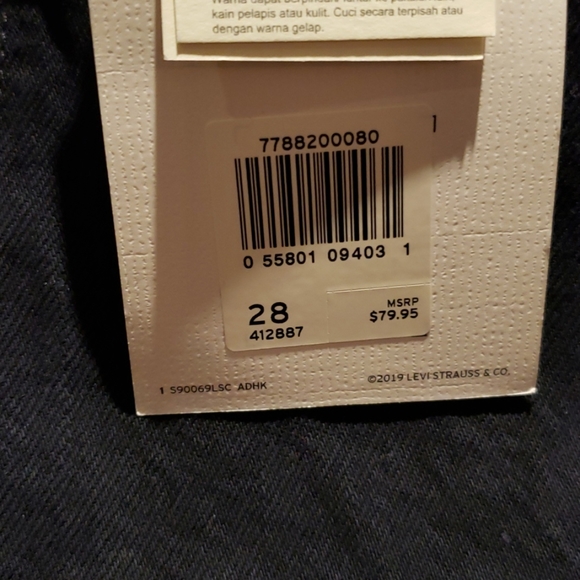 kain pelapis atau kulit. Cuci secara terpisah atau
dengan warna gelap.
1
7788200080
0 55801 09403 1
28
412887
MSRP
$79.95
1 590069LSC ADHK
©2019 LEVI STRAUSS & CO.